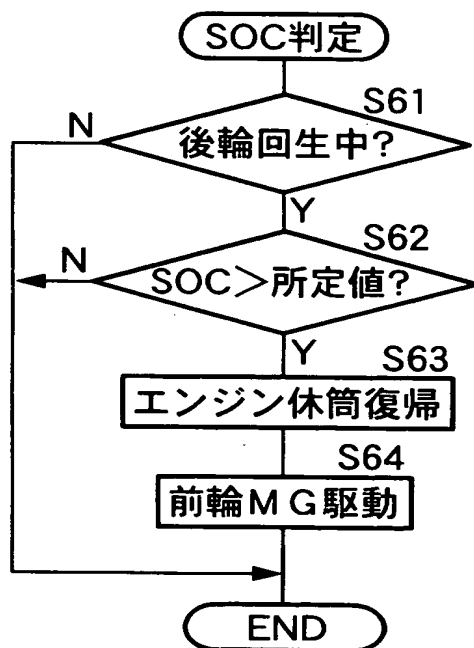 SOC判定
S61
N
後輪回生中?
Y
S62
N
SOC>所定値?
Y
S63
エンジン休筒復帰
S64
前輪MG駆動
END